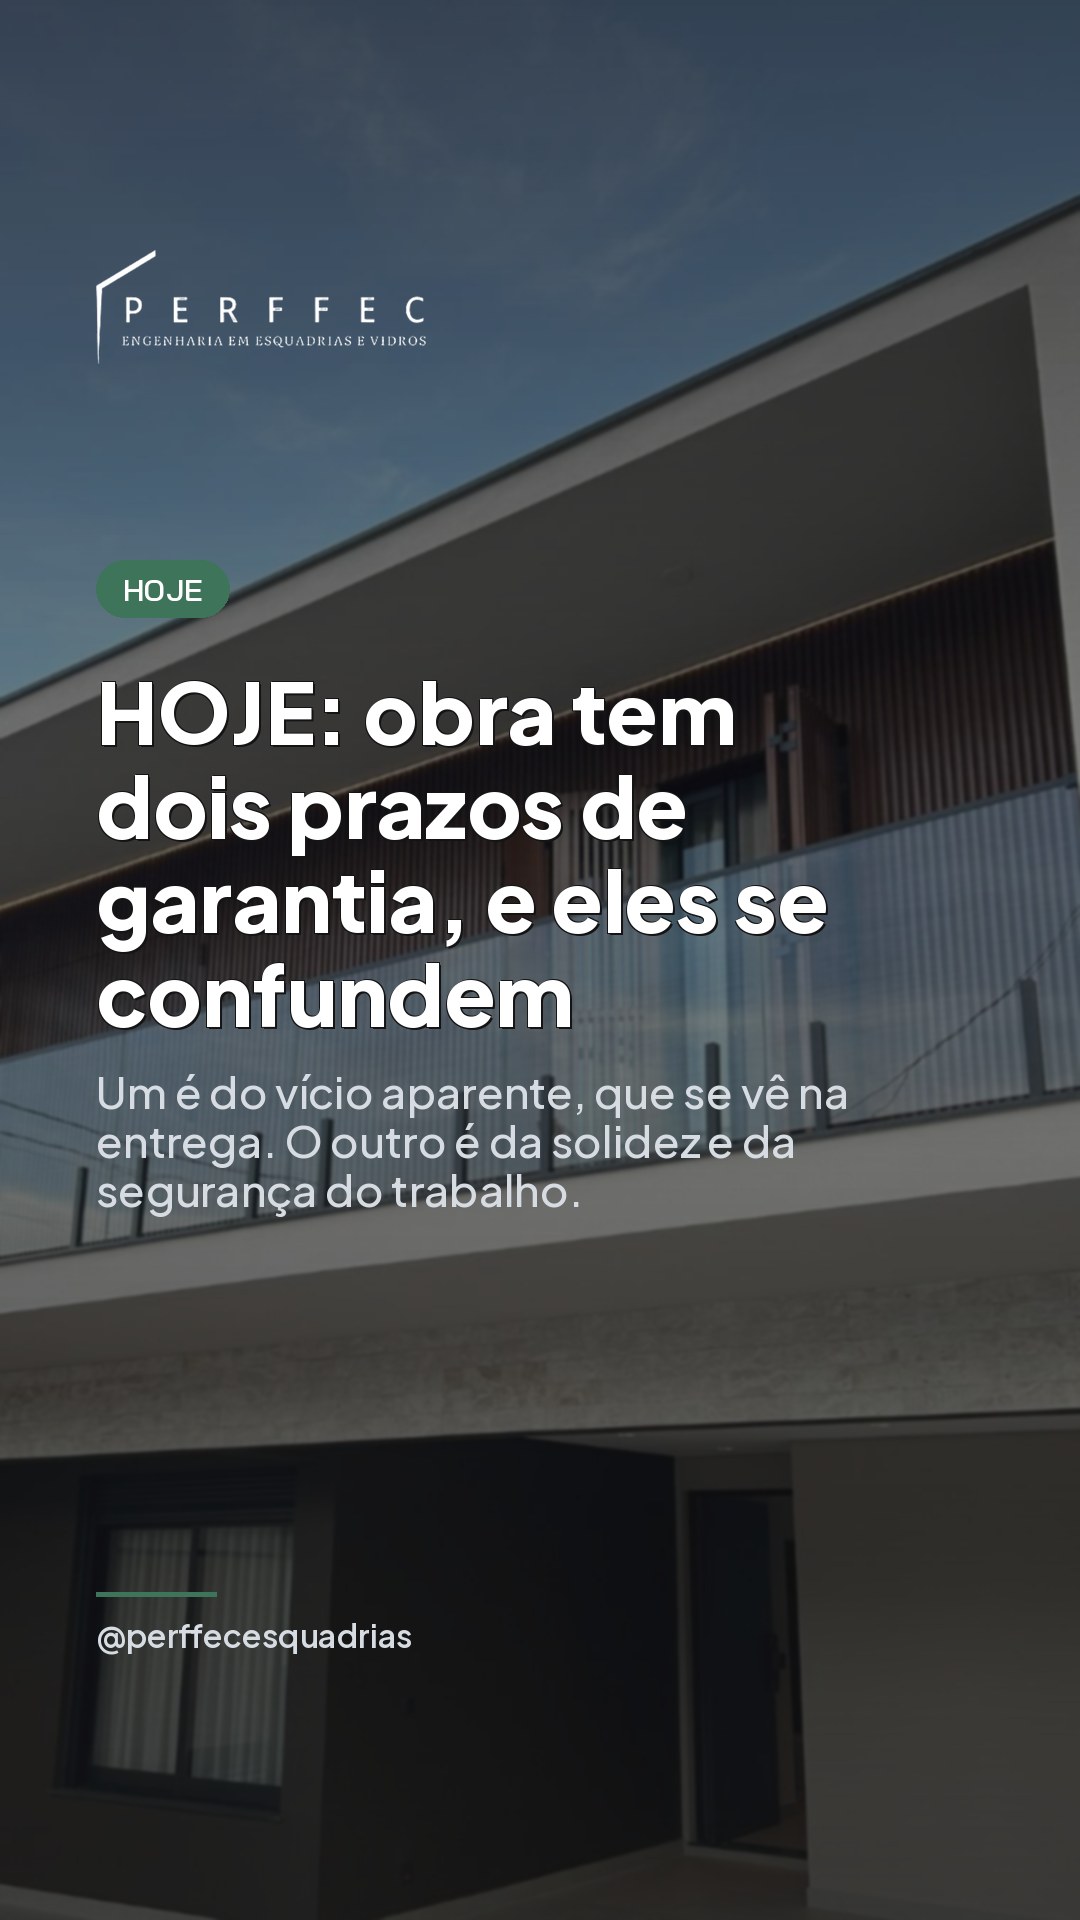 PERFFEC
ENGENHARIA EM ESQUADRIAS E VIDROS
HOJE
HOJE: obra tem
dois prazos de
garantia, e eles se
confundem
Um é do vício aparente, que se vê na
entrega. O outro é da solidez e da
segurança do trabalho.
@perffecesquadrias